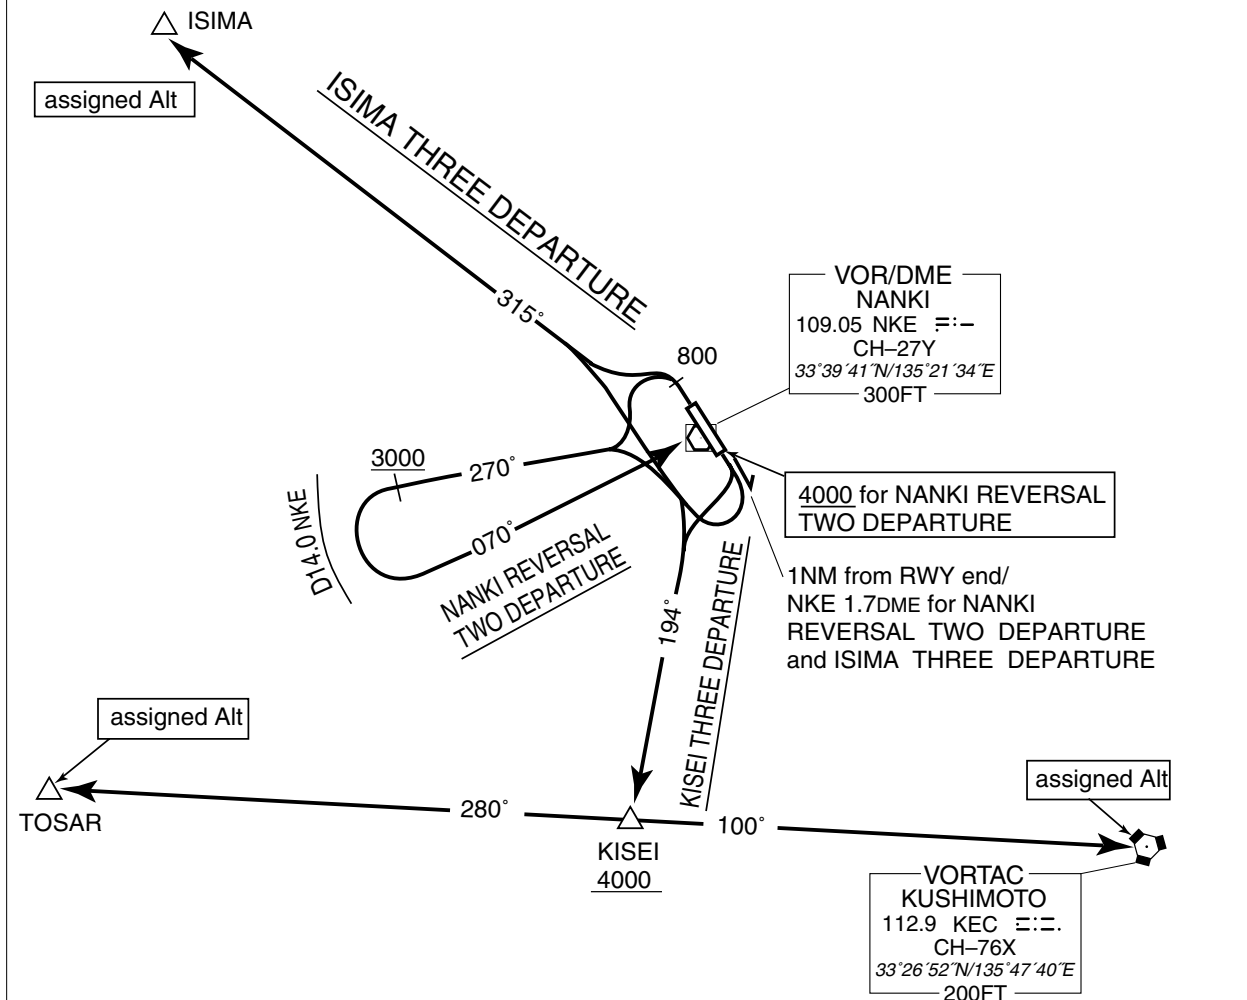 ISIMA
assigned Alt
ISIMA THREE DEPARTURE
315°
800
VOR/DME
NANKI
109.05 NKE
CH–27Y
33°39´41˝N/135°21´34˝E
300FT
3000
270°
D14.0 NKE
070°
NANKI REVERSAL
TWO DEPARTURE
4000 for NANKI REVERSAL
TWO DEPARTURE
1NM from RWY end/
NKE 1.7DME for NANKI
REVERSAL TWO DEPARTURE
and ISIMA THREE DEPARTURE
194°
KISEI THREE DEPARTURE
assigned Alt
TOSAR
280°
KISEI
4000
100°
assigned Alt
VORTAC
KUSHIMOTO
112.9 KEC
CH–76X
33°26´52˝N/135°47´40˝E
200FT